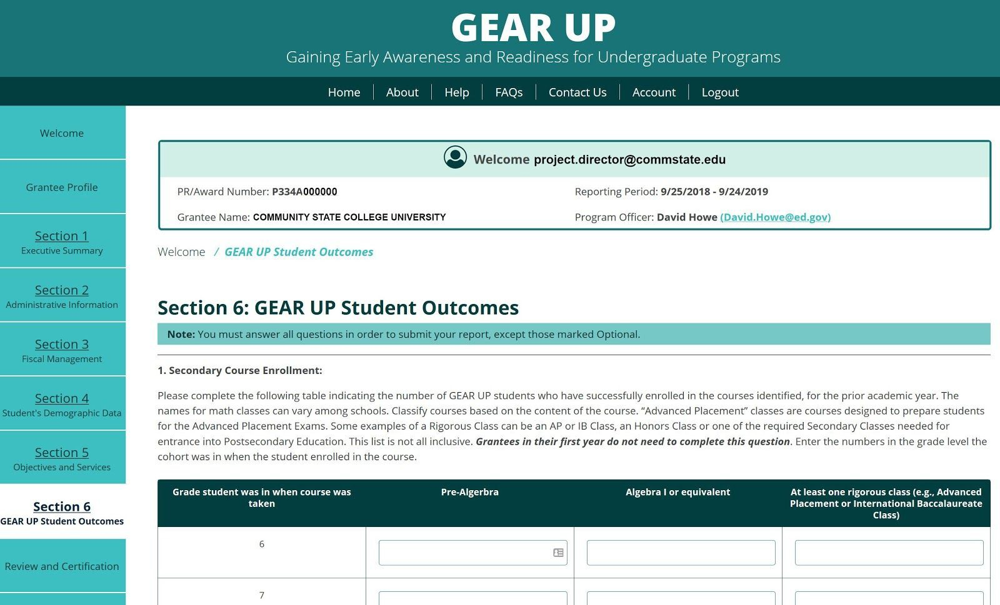 GEAR UP
Gaining Early Awareness and Readiness for Undergraduate Programs
Home
About
Help
FAQs
Contact Us
Account
Logout
Welcome
Grantee Profile
Section 1
Executive Summary
Section 2
Administrative Information
Section 3
Fiscal Management
Section 4
Student's Demographic Data
Section 5
Objectives and Services
Section 6
GEAR UP Student Outcomes
Review and Certification
Welcome project.director@commstate.edu
PR/Award Number: P334A000000
Reporting Period: 9/25/2018 - 9/24/2019
Grantee Name: COMMUNITY STATE COLLEGE UNIVERSITY
Program Officer: David Howe (David.Howe@ed.gov)
Welcome / GEAR UP Student Outcomes
Section 6: GEAR UP Student Outcomes
Note: You must answer all questions in order to submit your report, except those marked Optional.
1. Secondary Course Enrollment:
Please complete the following table indicating the number of GEAR UP students who have successfully enrolled in the courses identified, for the prior academic year. The
names for math classes can vary among schools. Classify courses based on the content of the course. “Advanced Placement” classes are courses designed to prepare students
for the Advanced Placement Exams. Some examples of a Rigorous Class can be an AP or IB Class, an Honors Class or one of the required Secondary Classes needed for
entrance into Postsecondary Education. This list is not all inclusive. Grantees in their first year do not need to complete this question. Enter the numbers in the grade level the
cohort was in when the student enrolled in the course.
Grade student was in when course was
taken
Pre-Algerbra
Algebra I or equivalent
At least one rigorous class (e.g., Advanced
Placement or International Baccalaureate
Class)
6
7